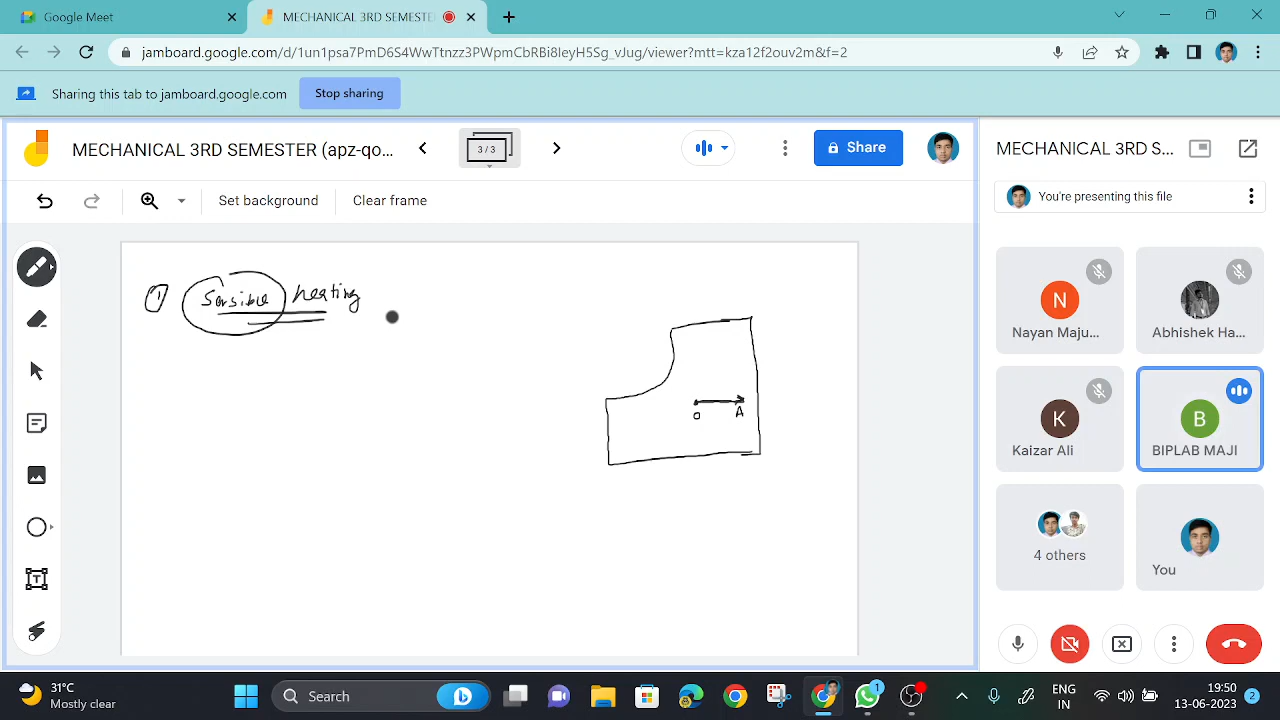 Google Meet
MECHANICAL 3RD SEMESTE
jamboard.google.com/d/1un1psa7PmD6S4WwTtnzz3PWpmCbRBi8leyH5Sg_vJug/viewer?mtt=kza12f2ouv2m&f=2
Sharing this tab to jamboard.google.com
Stop sharing
MECHANICAL 3RD SEMESTER (apz-qo...
3 / 3
Share
MECHANICAL 3RD S...
You're presenting this file
Set background
Clear frame
① Sensible heating
O A
N
Nayan Maju...
Abhishek Ha...
K
Kaizar Ali
B
BIPLAB MAJI
4 others
You
T
31°C
Mostly clear
Search
1
ENG
IN
19:50
13-06-2023
2